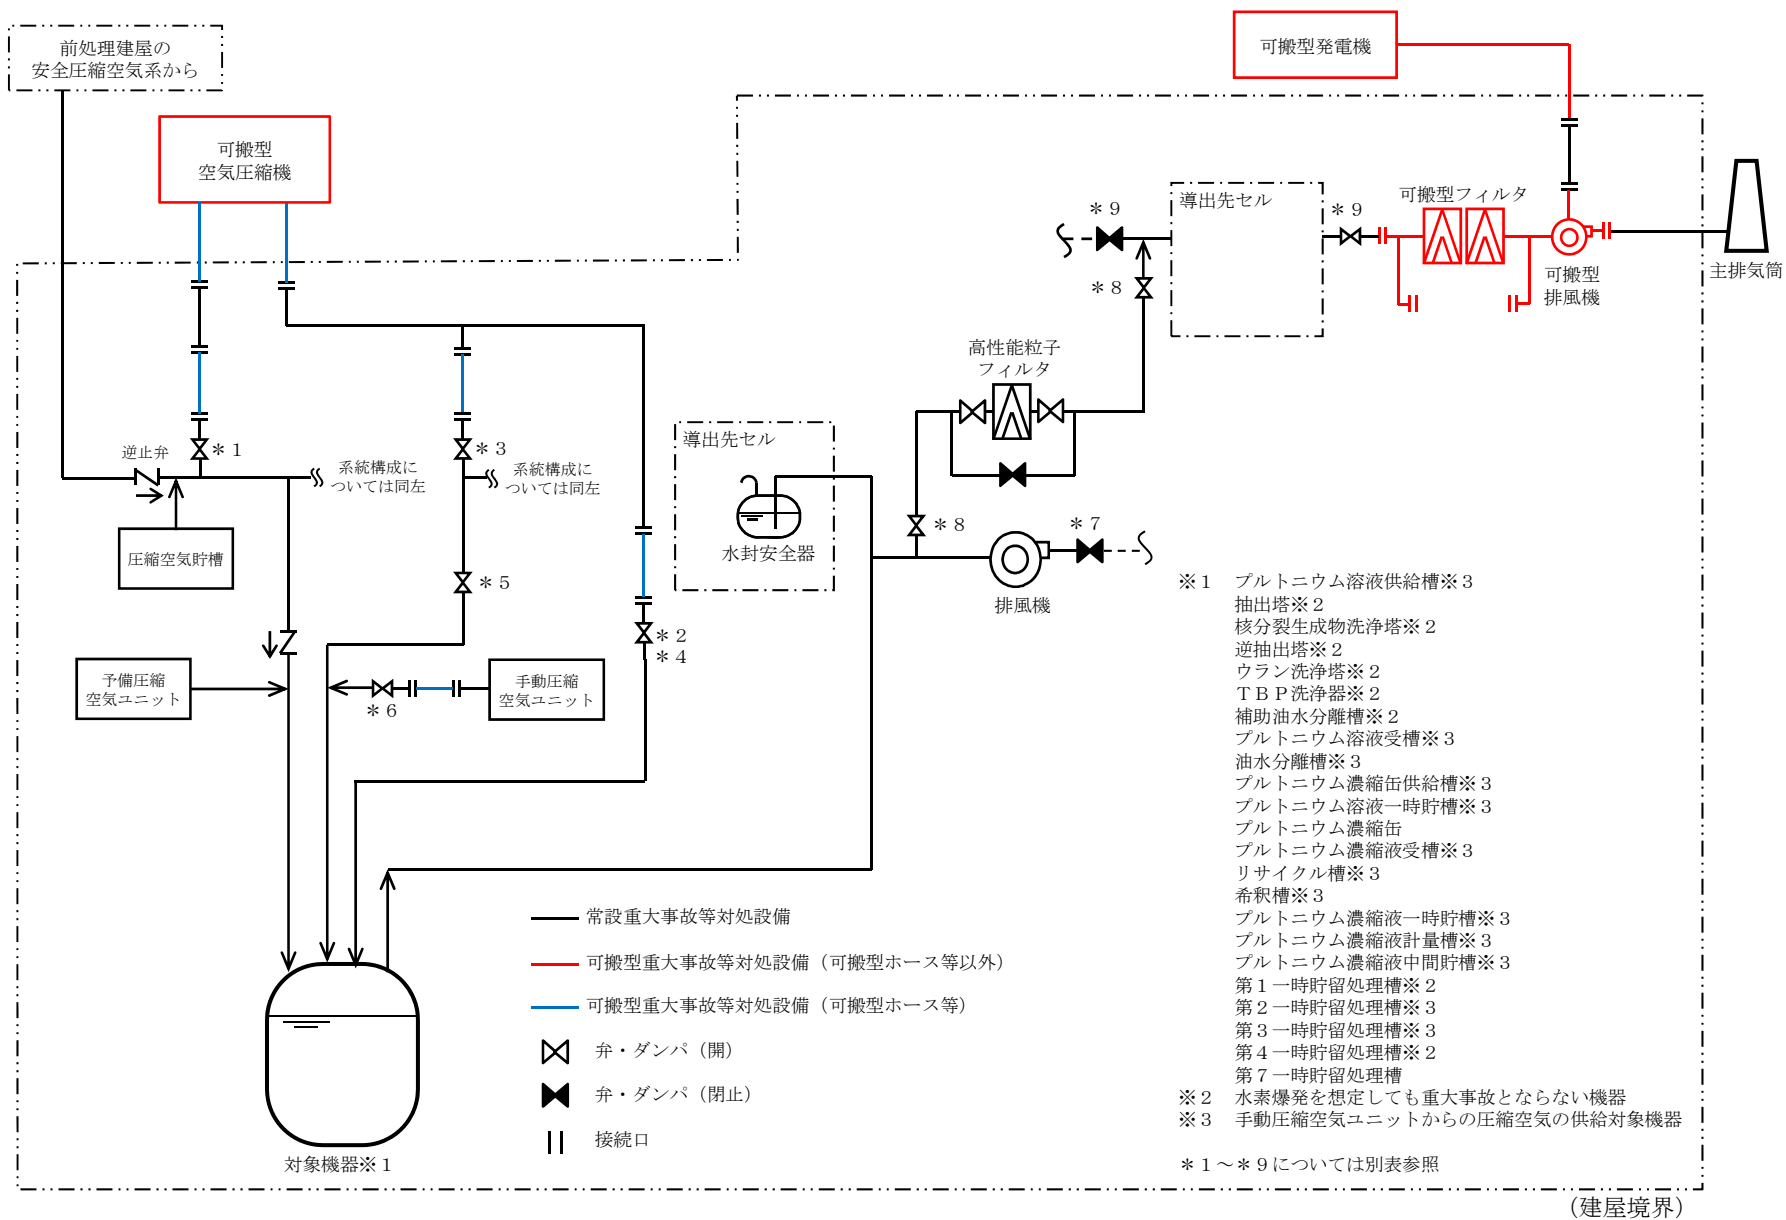 前処理建屋の
安全圧縮空気系から
可搬型
空気圧縮機
可搬型発電機
導出先セル
＊９
＊８
＊９
可搬型フィルタ
可搬型
排風機
主排気筒
高性能粒子
フィルタ
＊１
逆止弁
系統構成に
ついては同左
＊３
系統構成に
ついては同左
導出先セル
水封安全器
＊８
＊７
排風機
圧縮空気貯槽
＊５
＊２
＊４
予備圧縮
空気ユニット
手動圧縮
空気ユニット
＊６
常設重大事故等対処設備
可搬型重大事故等対処設備（可搬型ホース等以外）
可搬型重大事故等対処設備（可搬型ホース等）
弁・ダンパ（開）
弁・ダンパ（閉止）
接続口
対象機器※１
※１　プルトニウム溶液供給槽※３
抽出塔※２
核分裂生成物洗浄塔※２
逆抽出塔※２
ウラン洗浄塔※２
ＴＢＰ洗浄器※２
補助油水分離槽※２
プルトニウム溶液受槽※３
油水分離槽※３
プルトニウム濃縮缶供給槽※３
プルトニウム溶液一時貯槽※３
プルトニウム濃縮缶
プルトニウム濃縮液受槽※３
リサイクル槽※３
希釈槽※３
プルトニウム濃縮液一時貯槽※３
プルトニウム濃縮液計量槽※３
プルトニウム濃縮液中間貯槽※３
第１一時貯留処理槽※２
第２一時貯留処理槽※３
第３一時貯留処理槽※３
第４一時貯留処理槽※２
第７一時貯留処理槽
※２　水素爆発を想定しても重大事故とならない機器
※３　手動圧縮空気ユニットからの圧縮空気の供給対象機器
＊１～＊９については別表参照
（建屋境界）